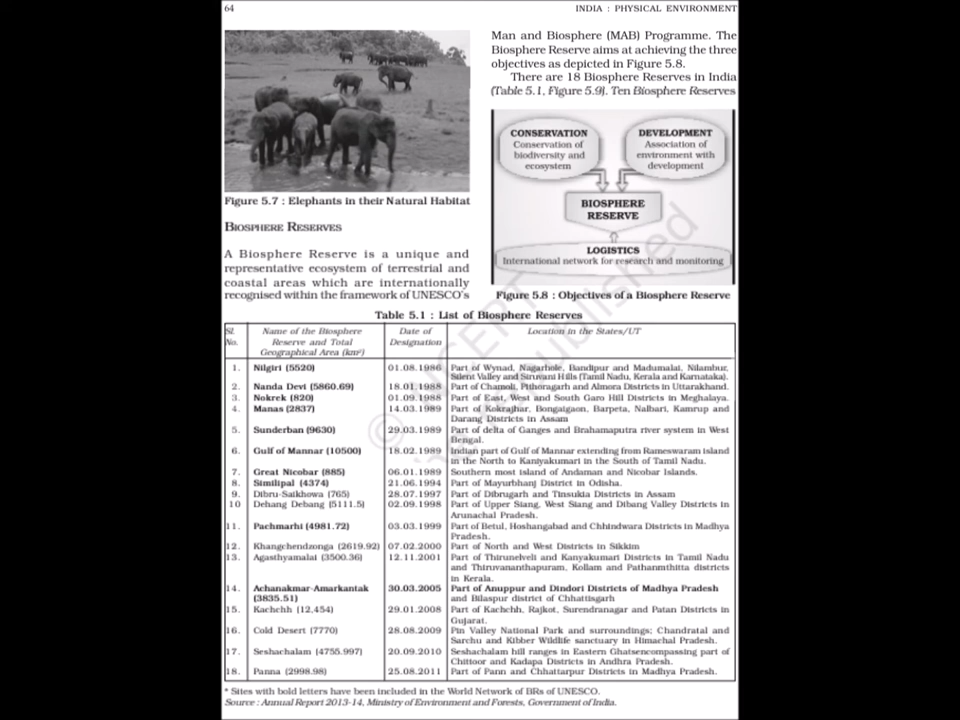 64
INDIA : PHYSICAL ENVIRONMENT
Figure 5.7 : Elephants in their Natural Habitat
BIOSPHERE RESERVES
A Biosphere Reserve is a unique and
representative ecosystem of terrestrial and
coastal areas which are internationally
recognised within the framework of UNESCO's
Man and Biosphere (MAB) Programme. The
Biosphere Reserve aims at achieving the three
objectives as depicted in Figure 5.8.
There are 18 Biosphere Reserves in India
(Table 5.1, Figure 5.9). Ten Biosphere Reserves
CONSERVATION
Conservation of
biodiversity and
ecosystem
DEVELOPMENT
Association of
environment with
development
BIOSPHERE
RESERVE
LOGISTICS
International network for research and monitoring
Figure 5.8 : Objectives of a Biosphere Reserve
Table 5.1 : List of Biosphere Reserves
Sl. Name of the Biosphere Date of Location in the States/UT
No. Reserve and Total Designation
Geographical Area (km²)
1. Nilgiri (5520) 01.08.1986 Part of Wynad, Nagarhole, Bandipur and Madumalai, Nilambur,
Silent Valley and Siruvani Hills (Tamil Nadu, Kerala and Karnataka).
2. Nanda Devi (5860.69) 18.01.1988 Part of Chamoli, Pithoragarh and Almora Districts in Uttarakhand.
3. Nokrek (820) 01.09.1988 Part of East, West and South Garo Hill Districts in Meghalaya.
4. Manas (2837) 14.03.1989 Part of Kokrajhar, Bongaigaon, Barpeta, Nalbari, Kamrup and
Darang Districts in Assam
5. Sunderban (9630) 29.03.1989 Part of delta of Ganges and Brahamaputra river system in West
Bengal.
6. Gulf of Mannar (10500) 18.02.1989 Indian part of Gulf of Mannar extending from Rameswaram island
in the North to Kaniyakumari in the South of Tamil Nadu.
7. Great Nicobar (885) 06.01.1989 Southern most island of Andaman and Nicobar Islands.
8. Similipal (4374) 21.06.1994 Part of Mayurbhanj District in Odisha.
9. Dibru-Saikhowa (765) 28.07.1997 Part of Dibrugarh and Tinsukia Districts in Assam
10 Dehang Debang (5111.5) 02.09.1998 Part of Upper Siang, West Siang and Dibang Valley Districts in
Arunachal Pradesh.
11. Pachmarhi (4981.72) 03.03.1999 Part of Betul, Hoshangabad and Chhindwara Districts in Madhya
Pradesh.
12. Khangchendzonga (2619.92) 07.02.2000 Part of North and West Districts in Sikkim
13. Agasthyamalai (3500.36) 12.11.2001 Part of Thirunelveli and Kanyakumari Districts in Tamil Nadu
and Thiruvananthapuram, Kollam and Pathanmthitta districts
in Kerala.
14. Achanakmar-Amarkantak 30.03.2005 Part of Anuppur and Dindori Districts of Madhya Pradesh
(3835.51) and Bilaspur district of Chhattisgarh
15. Kachchh (12,454) 29.01.2008 Part of Kachchh, Rajkot, Surendranagar and Patan Districts in
Gujarat.
16. Cold Desert (7770) 28.08.2009 Pin Valley National Park and surroundings; Chandratal and
Sarchu and Kibber Wildlife sanctuary in Himachal Pradesh.
17. Seshachalam (4755.997) 20.09.2010 Seshachalam hill ranges in Eastern Ghatsencompassing part of
Chittoor and Kadapa Districts in Andhra Pradesh.
18. Panna (2998.98) 25.08.2011 Part of Pann and Chhattarpur Districts in Madhya Pradesh.
* Sites with bold letters have been included in the World Network of BRs of UNESCO.
Source : Annual Report 2013-14, Ministry of Environment and Forests, Government of India.